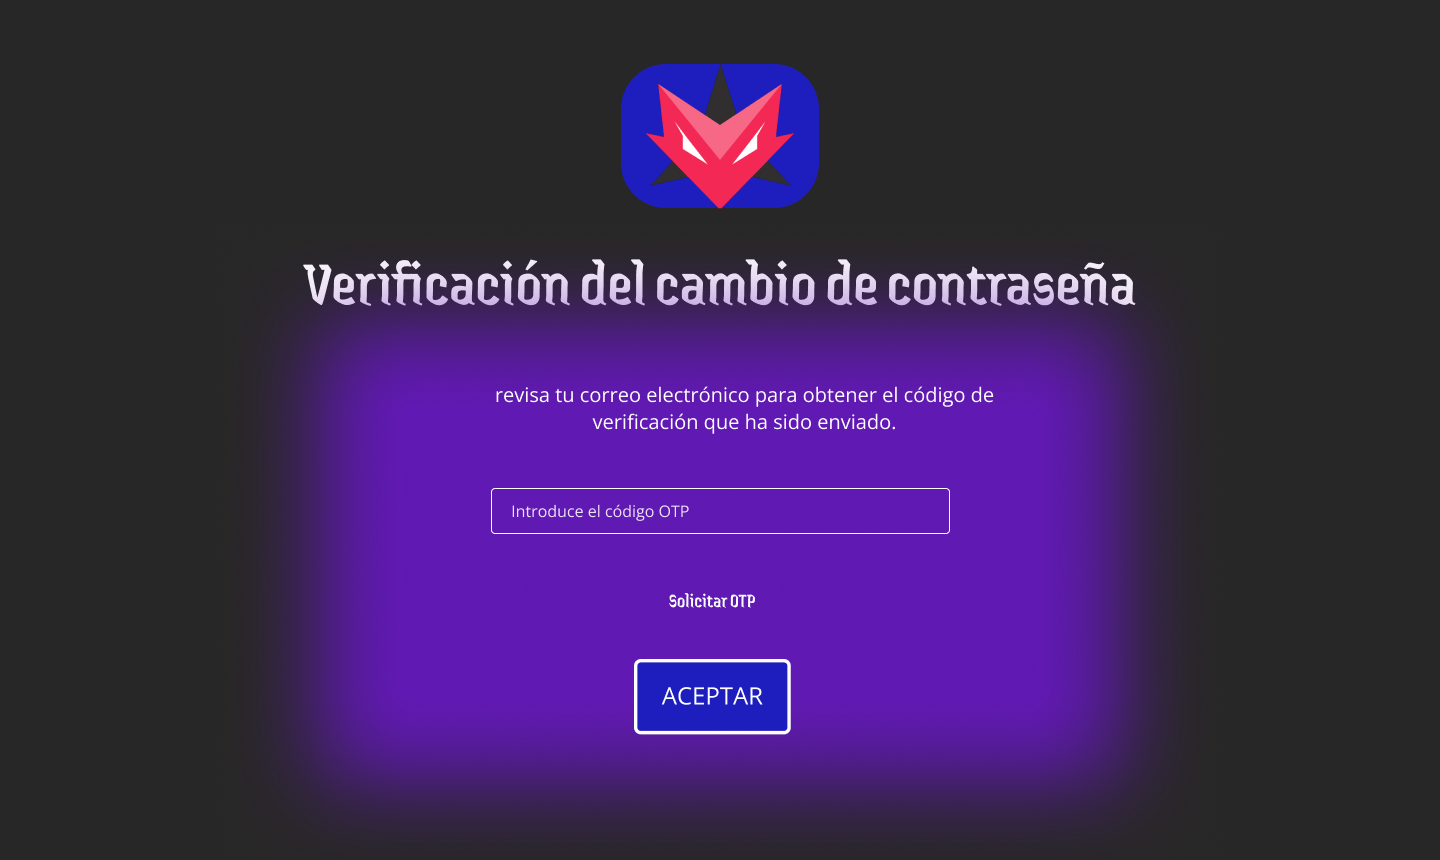 Verificación del cambio de contraseña
revisa tu correo electrónico para obtener el código de
verificación que ha sido enviado.
Introduce el código OTP
Solicitar OTP
ACEPTAR